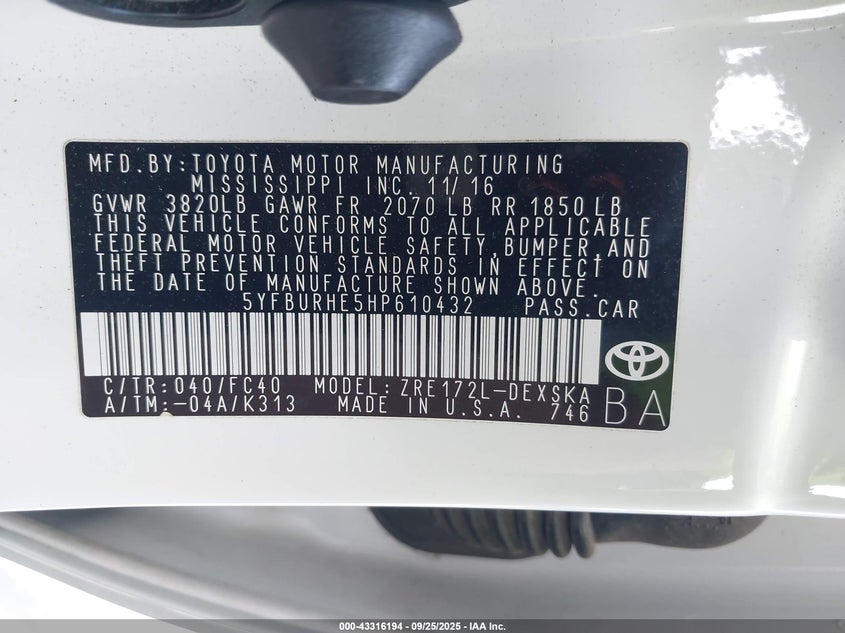 MFD.BY:TOYOTA MOTOR MANUFACTURING
MISSISSIPPI INC. 11/16
GVWR 3820LB GAWR FR 2070 LB RR 1850 LB
THIS VEHICLE CONFORMS TO ALL APPLICABLE
FEDERAL MOTOR VEHICLE SAFETY,BUMPER,AND
THEFT PREVENTION STANDARDS IN EFFECT ON
THE DATE OF MANUFACTURE SHOWN ABOVE.
5YFBURHE5HP610432 PASS.CAR
C/TR:040/FC40 MODEL:ZRE172L-DEXSKA
A/TM:-04A/K313 MADE IN U.S.A. 746
BA
000-43316194 - 09/25/2025 - IAA Inc.